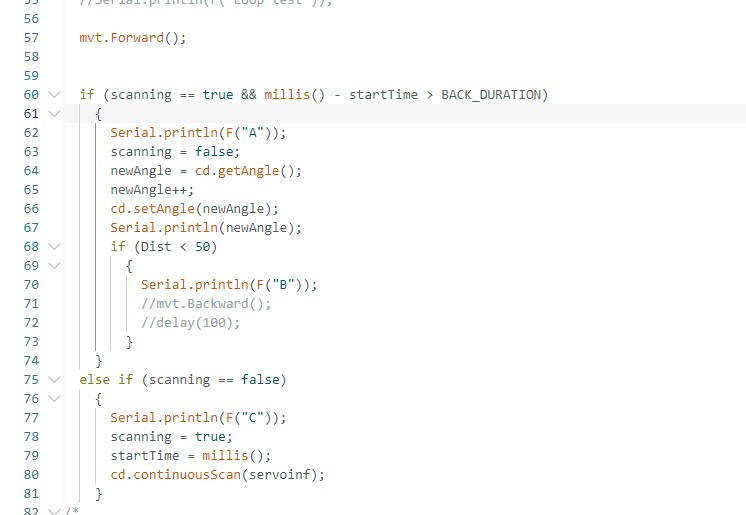 55 //Serial.println(F("Loop test"));
56
57 mvt.Forward();
58
59
60 if (scanning == true && millis() - startTime > BACK_DURATION)
61 {
62 Serial.println(F("A"));
63 scanning = false;
64 newAngle = cd.getAngle();
65 newAngle++;
66 cd.setAngle(newAngle);
67 Serial.println(newAngle);
68 if (Dist < 50)
69 {
70 Serial.println(F("B"));
71 //mvt.Backward();
72 //delay(100);
73 }
74 }
75 else if (scanning == false)
76 {
77 Serial.println(F("C"));
78 scanning = true;
79 startTime = millis();
80 cd.continuousScan(servoinf);
81 }
82 /*